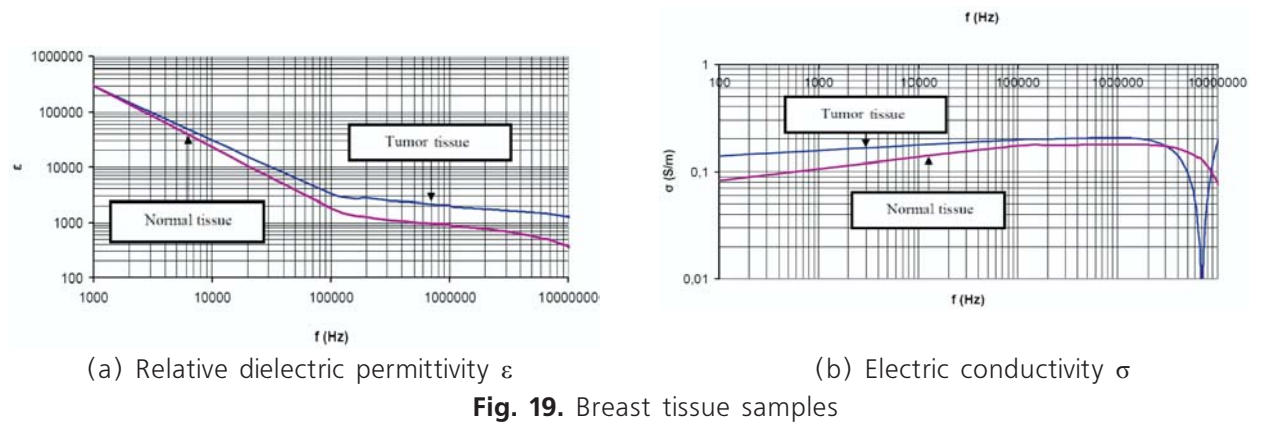 1000000
100000
10000
1000
100
ε
1000 10000 100000 1000000 10000000
f (Hz)
Tumor tissue
Normal tissue
(a) Relative dielectric permittivity ε
f (Hz)
1
0,1
0,01
σ (S/m)
100 1000 10000 100000 1000000 10000000
Tumor tissue
Normal tissue
f (Hz)
(b) Electric conductivity σ
Fig. 19. Breast tissue samples